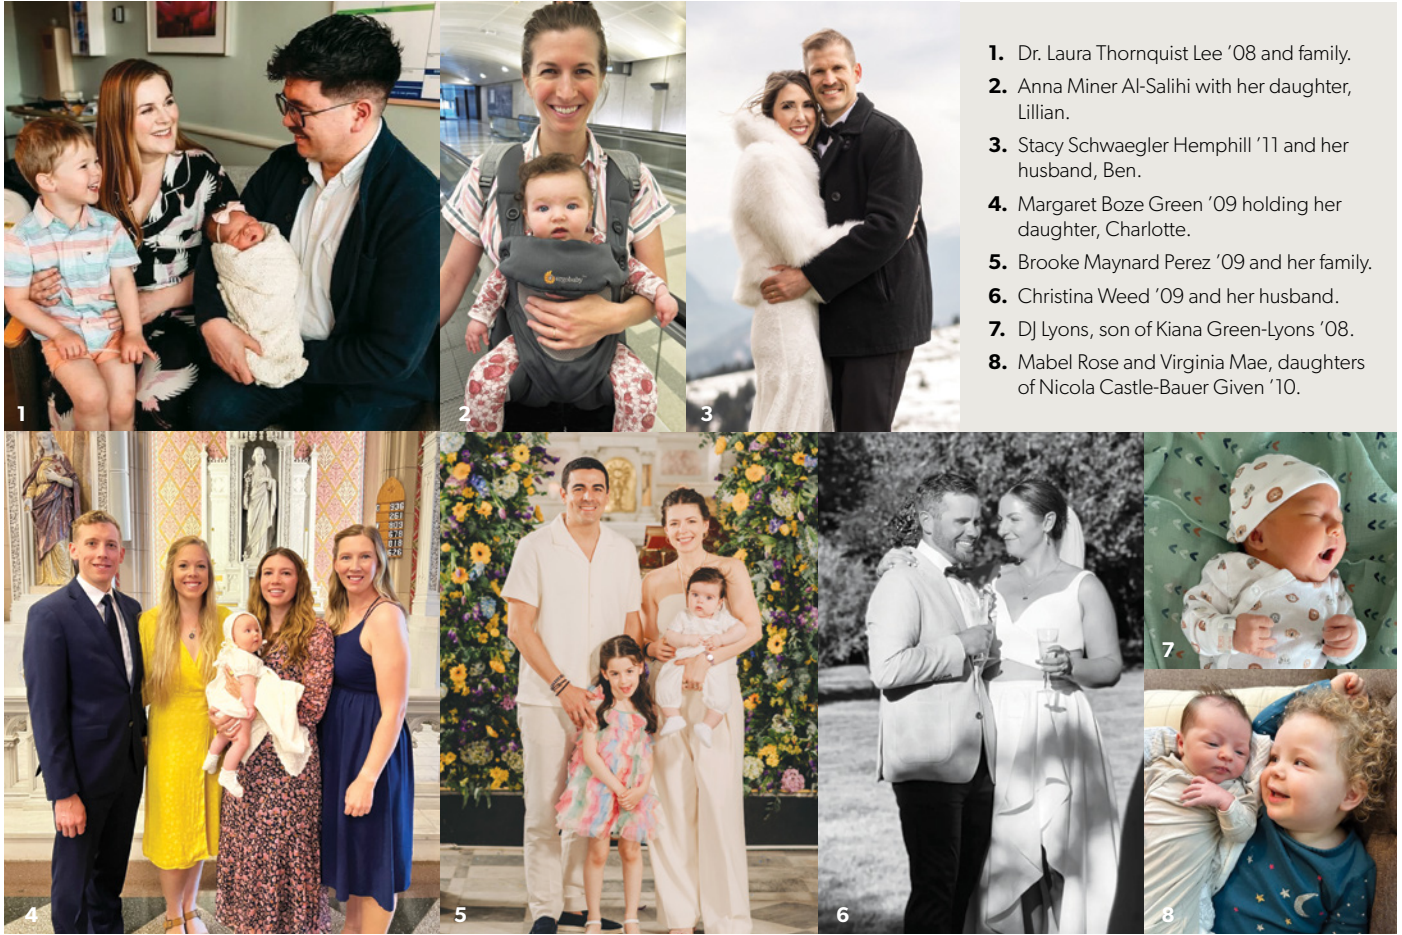 1. Dr. Laura Thornquist Lee ’08 and family.
2. Anna Miner Al-Salihi with her daughter,
Lillian.
3. Stacy Schwaegler Hemphill ’11 and her
husband, Ben.
4. Margaret Boze Green ’09 holding her
daughter, Charlotte.
5. Brooke Maynard Perez ’09 and her family.
6. Christina Weed ’09 and her husband.
7. DJ Lyons, son of Kiana Green-Lyons ’08.
8. Mabel Rose and Virginia Mae, daughters
of Nicola Castle-Bauer Given ’10.
1
2
ergobaby
3
4
5
6
7
8